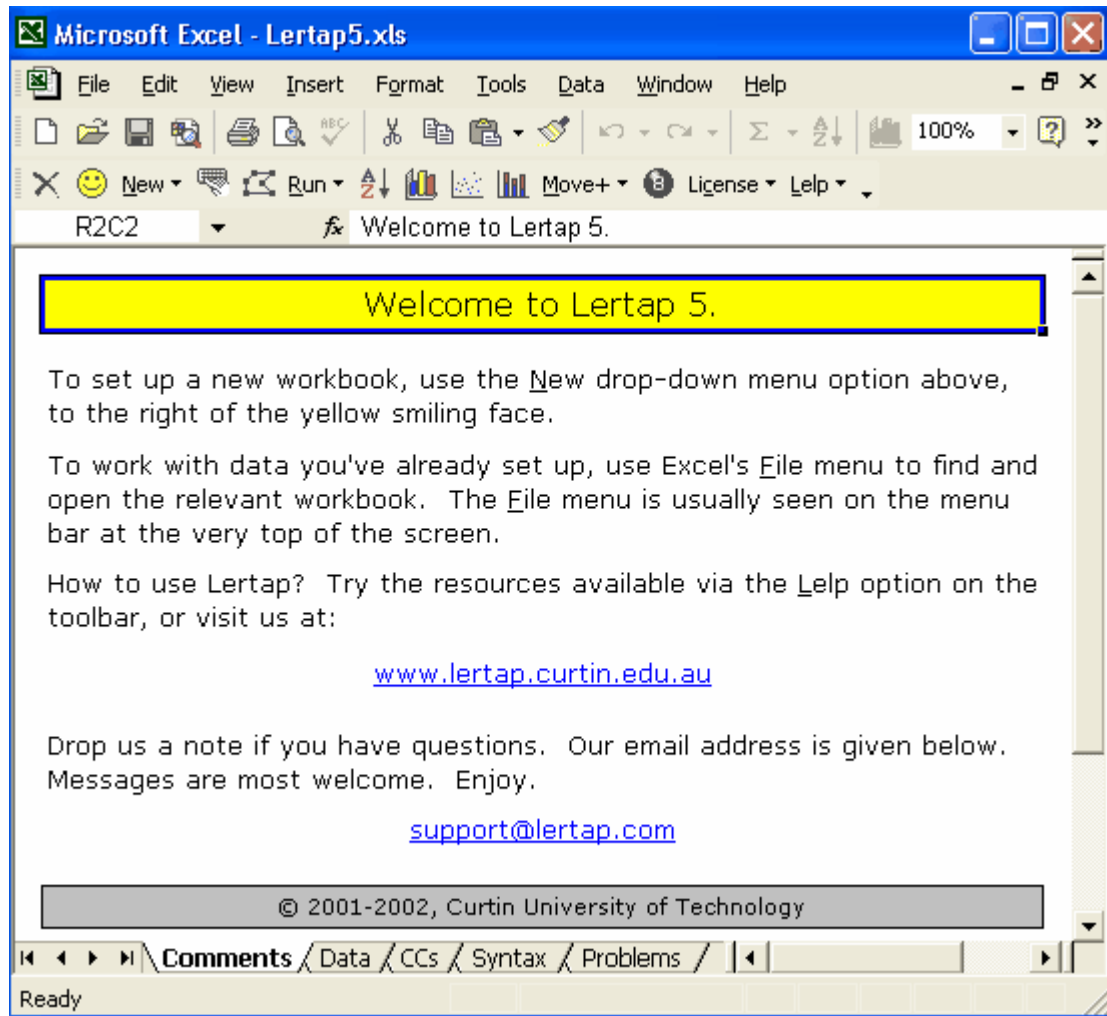 Microsoft Excel - Lertap5.xls
File Edit View Insert Format Tools Data Window Help
ABC Σ A Z 100% ?
New Run A Z Move+ 8 License Lelp
R2C2 fx Welcome to Lertap 5.
Welcome to Lertap 5.
To set up a new workbook, use the New drop-down menu option above,
to the right of the yellow smiling face.
To work with data you've already set up, use Excel's File menu to find and
open the relevant workbook. The File menu is usually seen on the menu
bar at the very top of the screen.
How to use Lertap? Try the resources available via the Lelp option on the
toolbar, or visit us at:
www.lertap.curtin.edu.au
Drop us a note if you have questions. Our email address is given below.
Messages are most welcome. Enjoy.
support@lertap.com
© 2001-2002, Curtin University of Technology
Comments Data CCs Syntax Problems
Ready